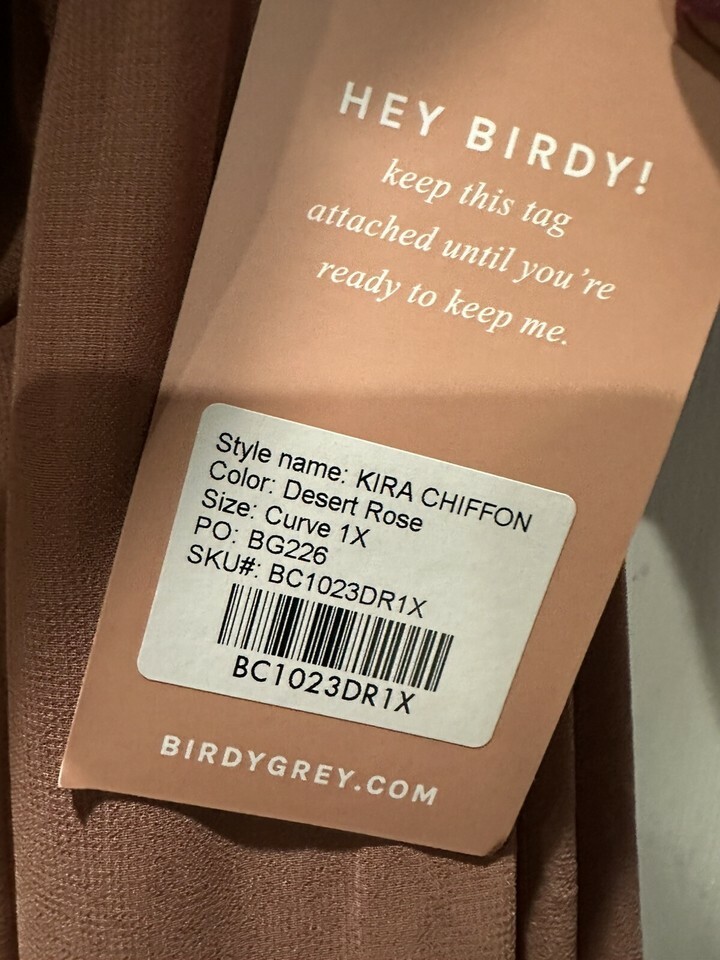 HEY BIRDY!
keep this tag
attached until you're
ready to keep me.
Style name: KIRA CHIFFON
Color: Desert Rose
Size: Curve 1X
PO: BG226
SKU#: BC1023DR1X
BC1023DR1X
BIRDYGREY.COM